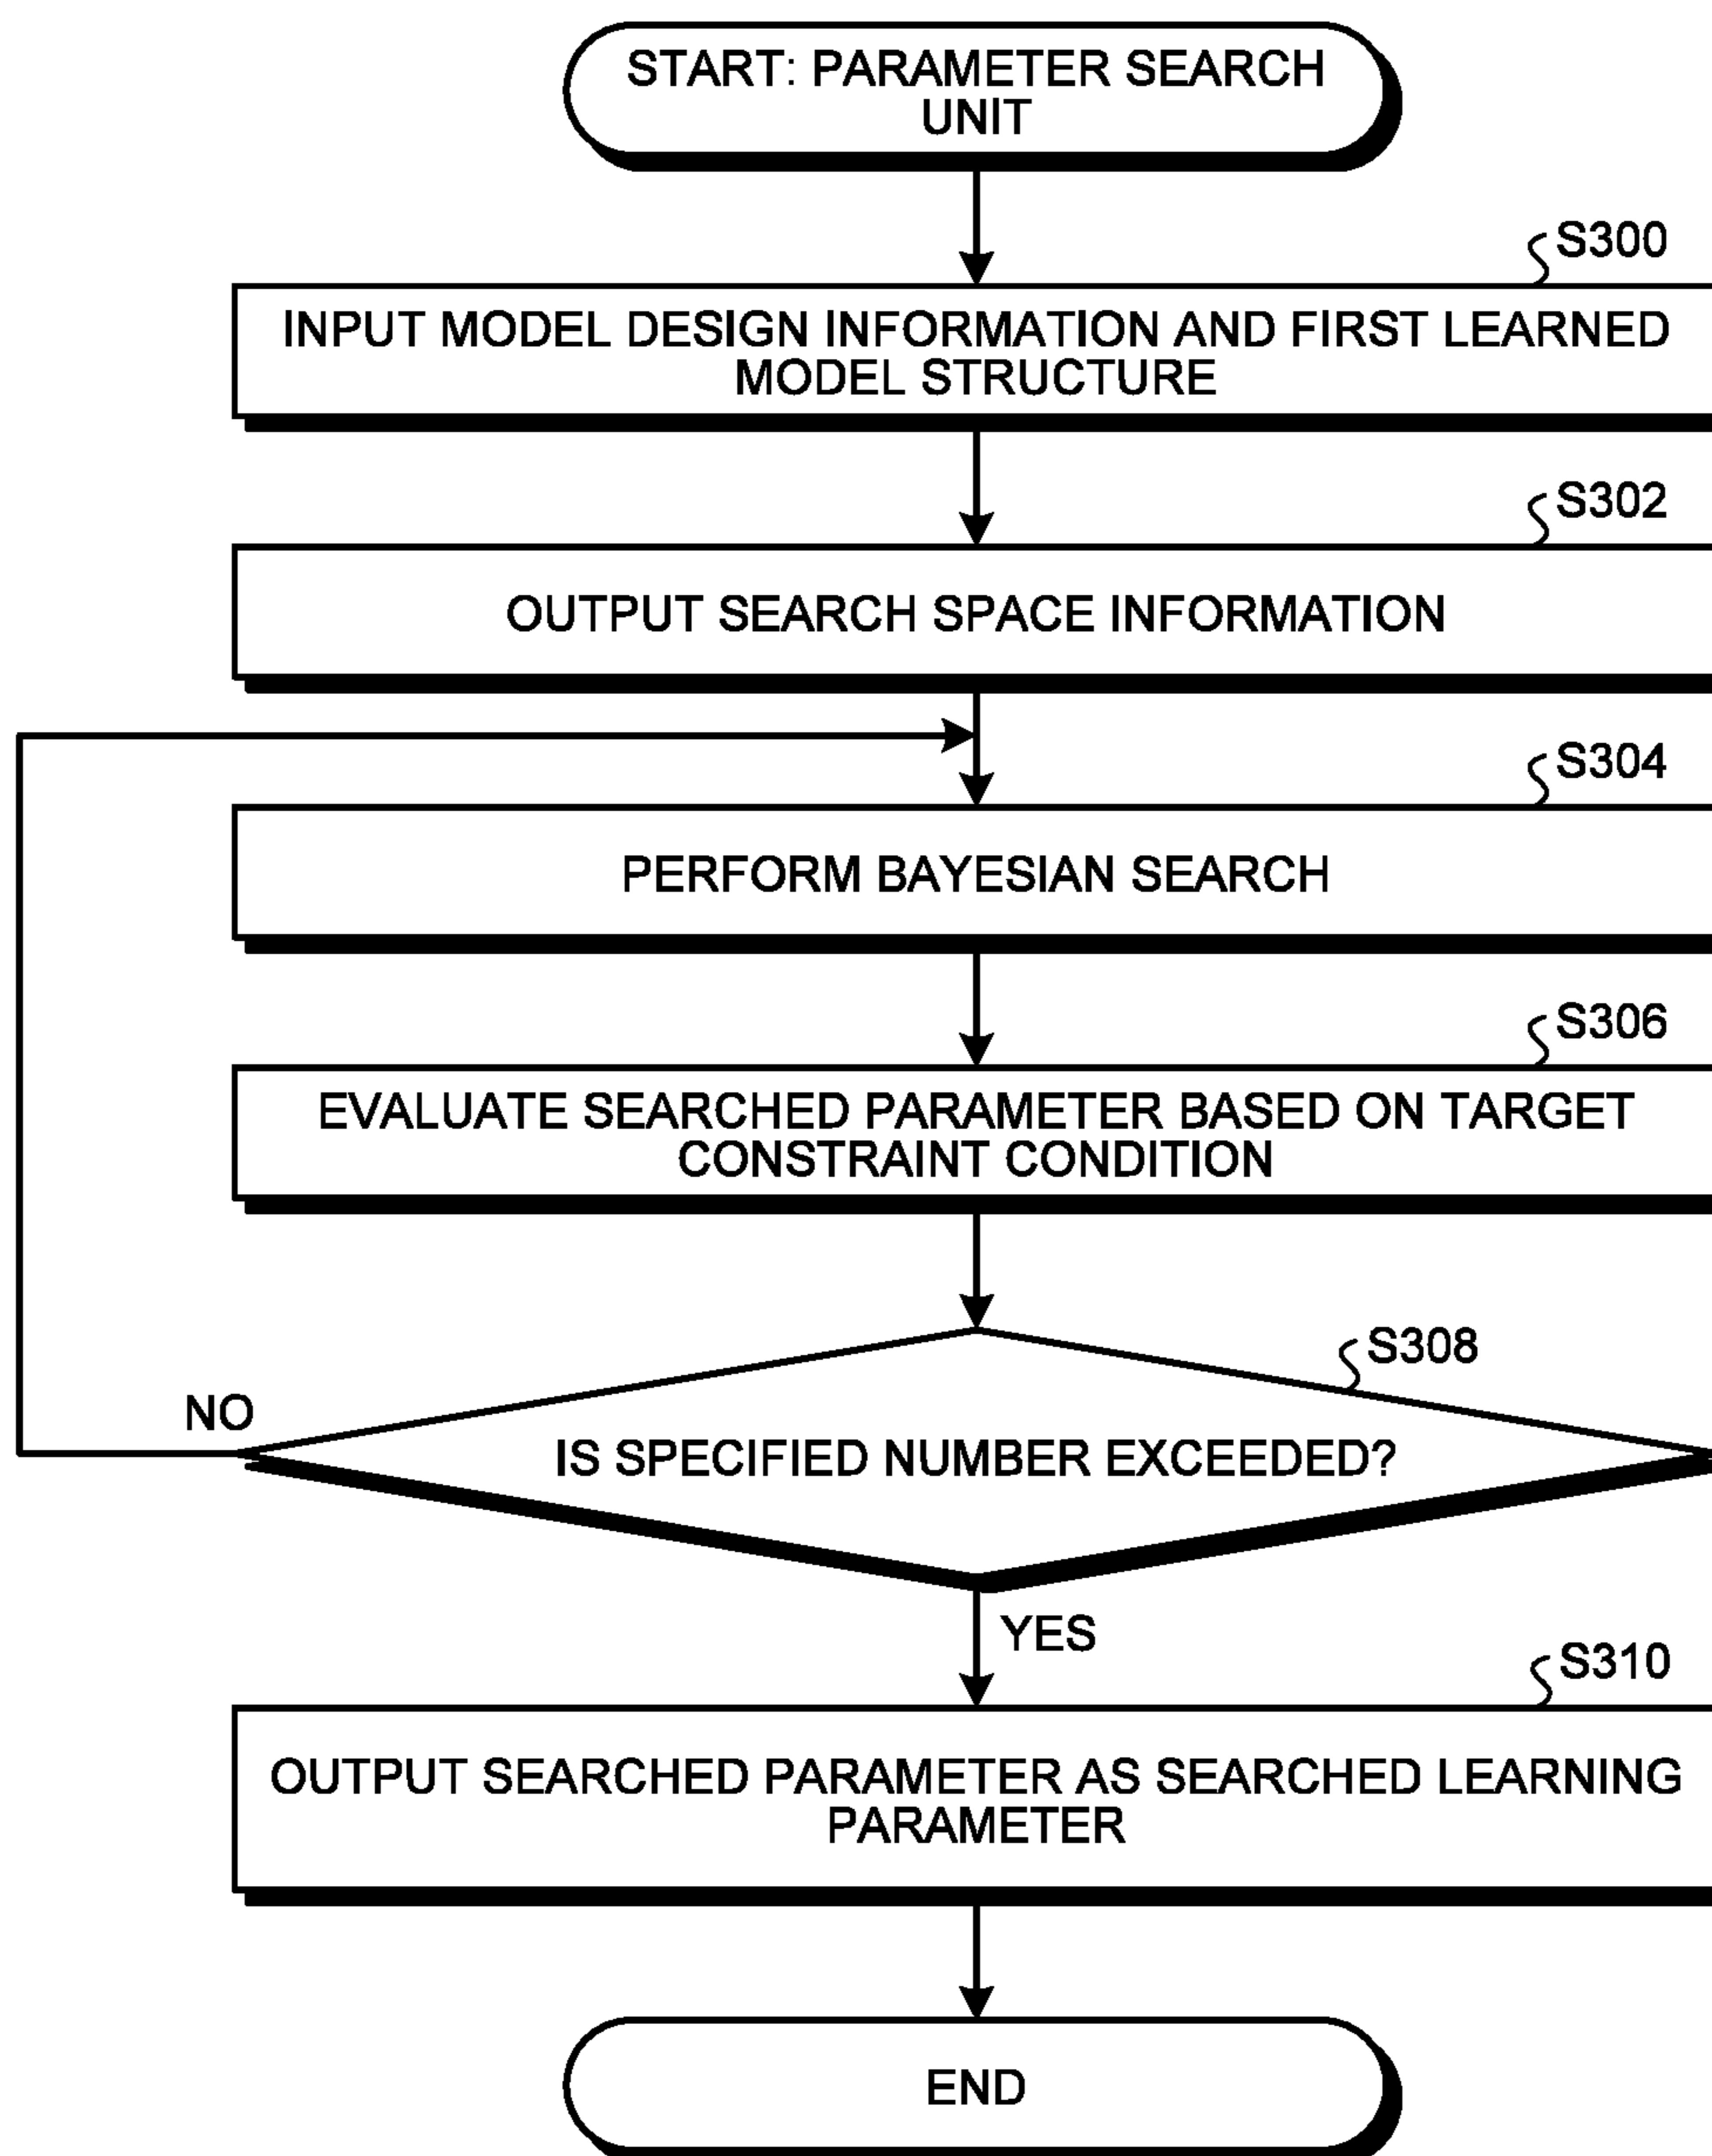 START: PARAMETER SEARCH
UNIT
S300
INPUT MODEL DESIGN INFORMATION AND FIRST LEARNED
MODEL STRUCTURE
S302
OUTPUT SEARCH SPACE INFORMATION
S304
PERFORM BAYESIAN SEARCH
S306
EVALUATE SEARCHED PARAMETER BASED ON TARGET
CONSTRAINT CONDITION
S308
NO
IS SPECIFIED NUMBER EXCEEDED?
YES
S310
OUTPUT SEARCHED PARAMETER AS SEARCHED LEARNING
PARAMETER
END